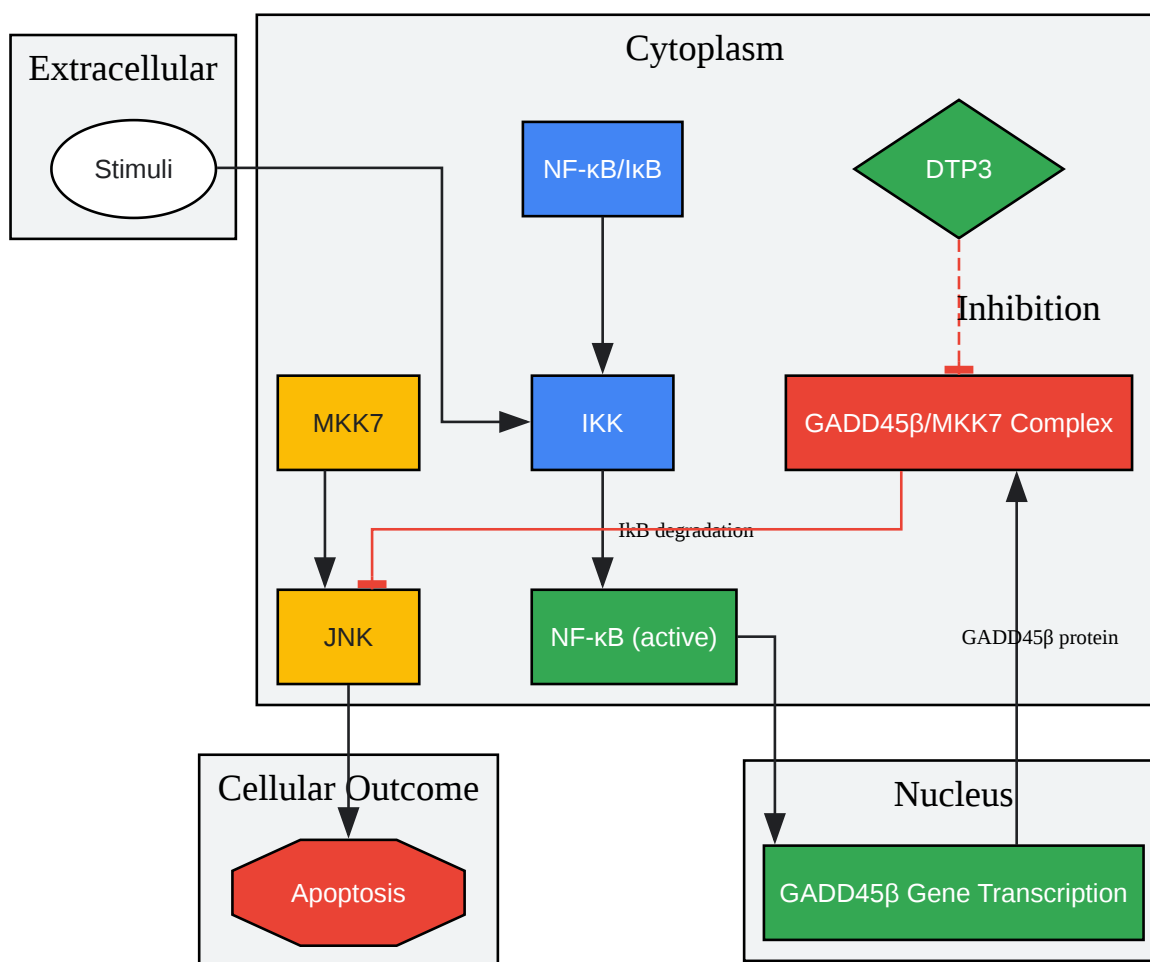 Extracellular
Cytoplasm
Stimuli
NF-κB/IκB
DTP3
Inhibition
MKK7
IKK
GADD45β/MKK7 Complex
IkB degradation
JNK
NF-κB (active)
GADD45β protein
Cellular Outcome
Nucleus
Apoptosis
GADD45β Gene Transcription